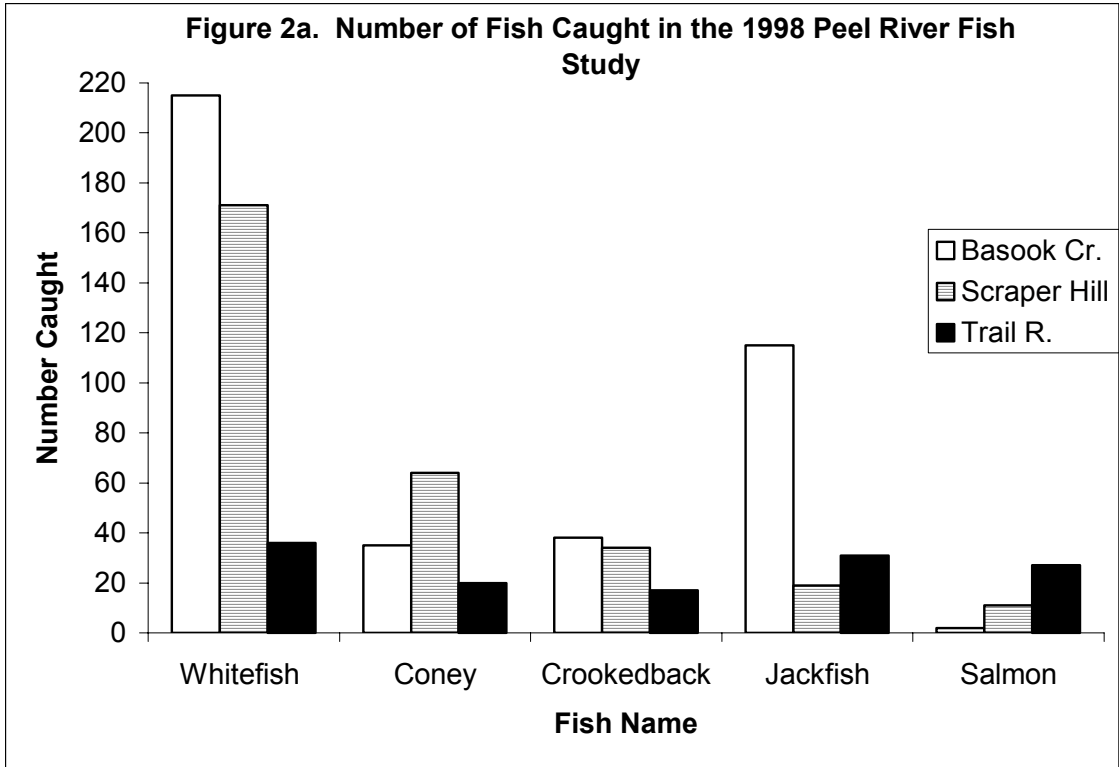 Figure 2a.  Number of Fish Caught in the 1998 Peel River Fish
Study
220
200
180
160
140
120
100
80
60
40
20
0
Number Caught
Basook Cr.
Scraper Hill
Trail R.
Whitefish Coney Crookedback Jackfish Salmon
Fish Name